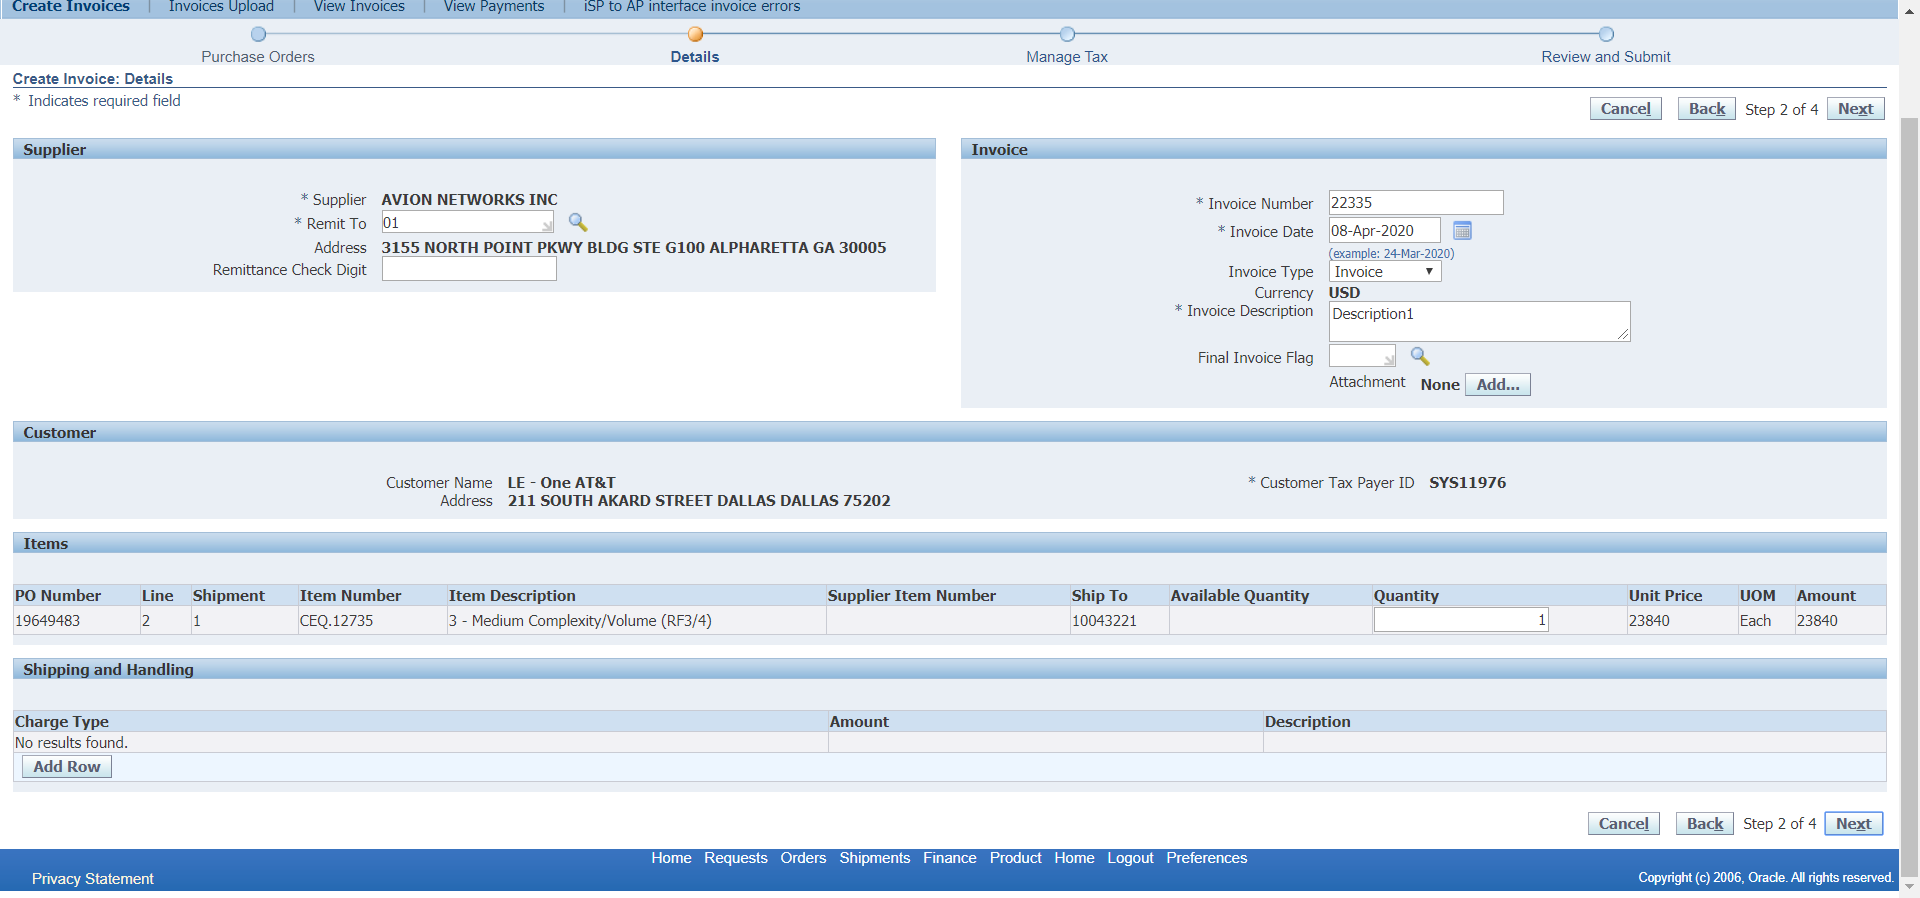 Create Invoices | Invoices Upload | View Invoices | View Payments | iSP to AP interface invoice errors
Purchase Orders Details Manage Tax Review and Submit
Create Invoice: Details
* Indicates required field
Cancel Back Step 2 of 4 Next
Supplier
* Supplier AVION NETWORKS INC
* Remit To 01
Address 3155 NORTH POINT PKWY BLDG STE G100 ALPHARETTA GA 30005
Remittance Check Digit
Invoice
* Invoice Number 22335
* Invoice Date 08-Apr-2020
(example: 24-Mar-2020)
Invoice Type Invoice
Currency USD
* Invoice Description Description1
Final Invoice Flag
Attachment None Add...
Customer
Customer Name LE - One AT&T * Customer Tax Payer ID SYS11976
Address 211 SOUTH AKARD STREET DALLAS DALLAS 75202
Items
PO Number Line Shipment Item Number Item Description Supplier Item Number Ship To Available Quantity Quantity Unit Price UOM Amount
19649483 2 1 CEQ.12735 3 - Medium Complexity/Volume (RF3/4) 10043221 1 23840 Each 23840
Shipping and Handling
Charge Type Amount Description
No results found.
Add Row
Cancel Back Step 2 of 4 Next
Home Requests Orders Shipments Finance Product Home Logout Preferences
Privacy Statement Copyright (c) 2006, Oracle. All rights reserved.